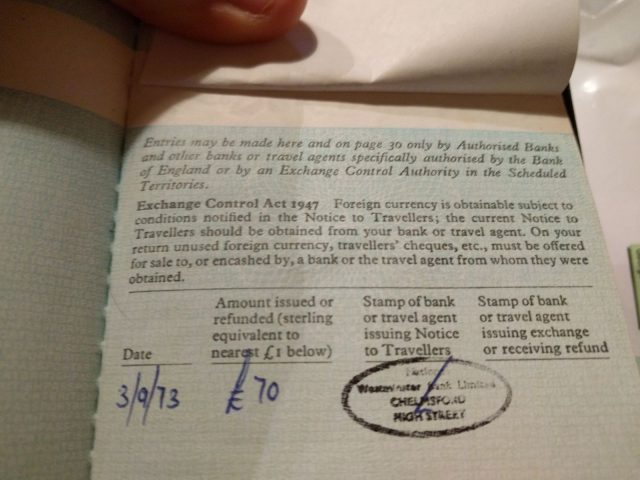 Entries may be made here and on page 30 only by Authorised Banks
and other banks or travel agents specifically authorised by the Bank
of England or by an Exchange Control Authority in the Scheduled
Territories.
Exchange Control Act 1947 Foreign currency is obtainable subject to
conditions notified in the Notice to Travellers; the current Notice to
Travellers should be obtained from your bank or travel agent. On your
return unused foreign currency, travellers' cheques, etc., must be offered
for sale to, or encashed by, a bank or the travel agent from whom they were
obtained.
Date
Amount issued or
refunded (sterling
equivalent to
nearest £1 below)
Stamp of bank
or travel agent
issuing Notice
to Travellers
Stamp of bank
or travel agent
issuing exchange
or receiving refund
3/9/73
£ 70
Westminster Bank Limited
CHELMSFORD
HIGH STREET